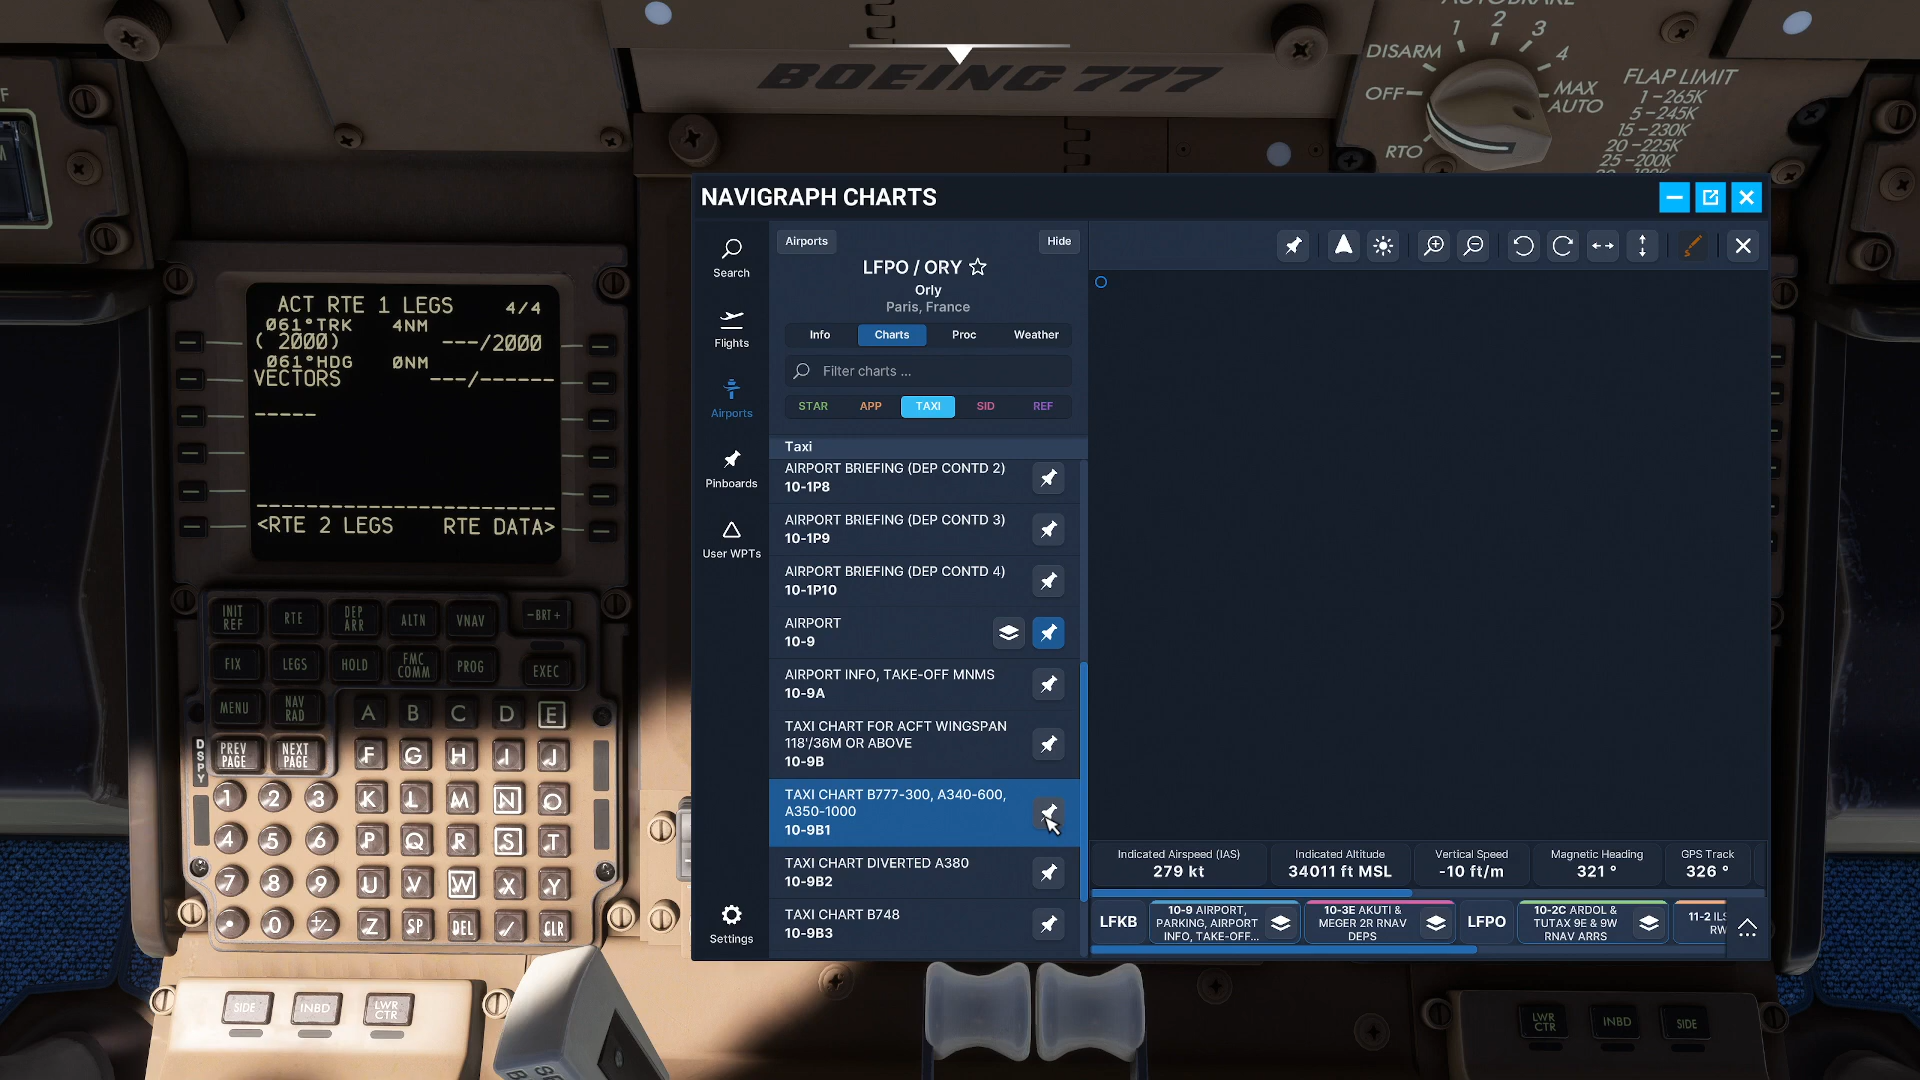 AUTOBRAKE
1
2
3
4
DISARM
OFF
RTO
MAX
AUTO
FLAP LIMIT
1 -265K
5 -245K
15 -230K
20 -225K
25 -200K
BOEING 777
F
ACT RTE 1 LEGS 4/4
061°TRK 4NM
( 2000) ---/2000
061°HDG 0NM
VECTORS ---/------
-----
<RTE 2 LEGS RTE DATA>
INIT REF
RTE
DEP ARR
ALTN
VNAV
-BRT+
FIX
LEGS
HOLD
FMC COMM
PROG
EXEC
MENU
NAV RAD
PREV PAGE
NEXT PAGE
DSPY
A B C D E
F G H I J
1 2 3 K L M N O
4 5 6 P Q R S T
7 8 9 U V W X Y
• 0 +/- Z SP DEL / CLR
SIDE
INBD
LWR CTR
LWR CTR
INBD
SIDE
NAVIGRAPH CHARTS
Search
Flights
Airports
Pinboards
User WPTs
Settings
Airports
Hide
LFPO / ORY
Orly
Paris, France
Info
Charts
Proc
Weather
Filter charts ...
STAR
APP
TAXI
SID
REF
Taxi
AIRPORT BRIEFING (DEP CONTD 2)
10-1P8
AIRPORT BRIEFING (DEP CONTD 3)
10-1P9
AIRPORT BRIEFING (DEP CONTD 4)
10-1P10
AIRPORT
10-9
AIRPORT INFO, TAKE-OFF MNMS
10-9A
TAXI CHART FOR ACFT WINGSPAN
118'/36M OR ABOVE
10-9B
TAXI CHART B777-300, A340-600,
A350-1000
10-9B1
TAXI CHART DIVERTED A380
10-9B2
TAXI CHART B748
10-9B3
Indicated Airspeed (IAS)
279 kt
Indicated Altitude
34011 ft MSL
Vertical Speed
-10 ft/m
Magnetic Heading
321 °
GPS Track
326 °
LFKB
10-9 AIRPORT,
PARKING, AIRPORT
INFO, TAKE-OFF...
10-3E AKUTI &
MEGER 2R RNAV
DEPS
LFPO
10-2C ARDOL &
TUTAX 9E & 9W
RNAV ARRS
11-2 ILS
RW